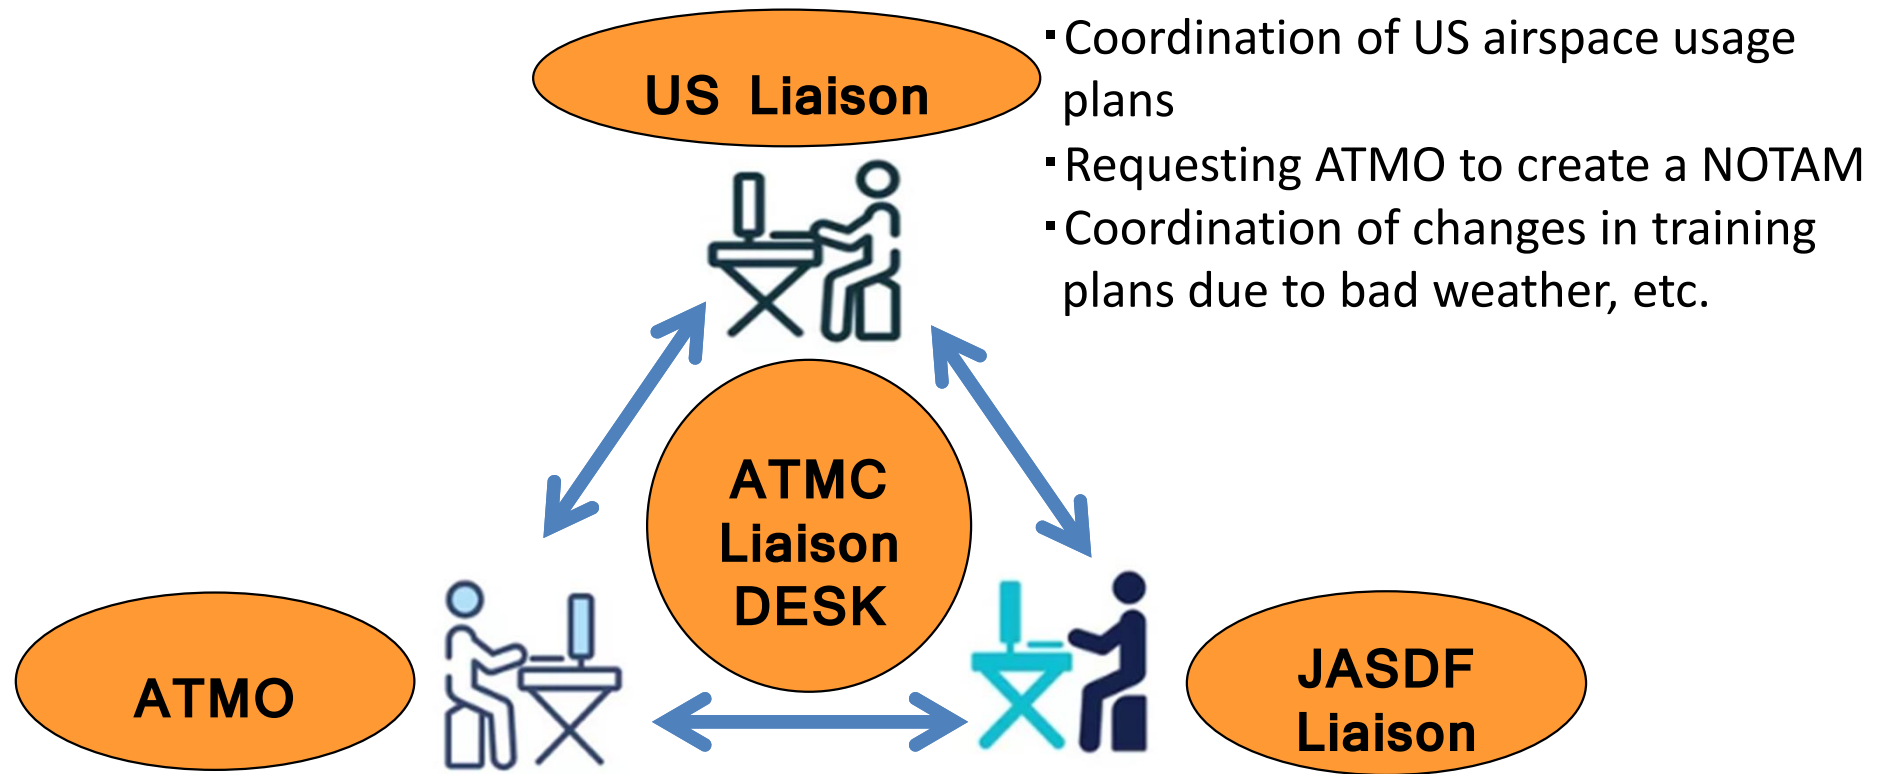 US Liaison
・Coordination of US airspace usage
plans
・Requesting ATMO to create a NOTAM
・Coordination of changes in training
plans due to bad weather, etc.
ATMC
Liaison
DESK
ATMO
JASDF
Liaison